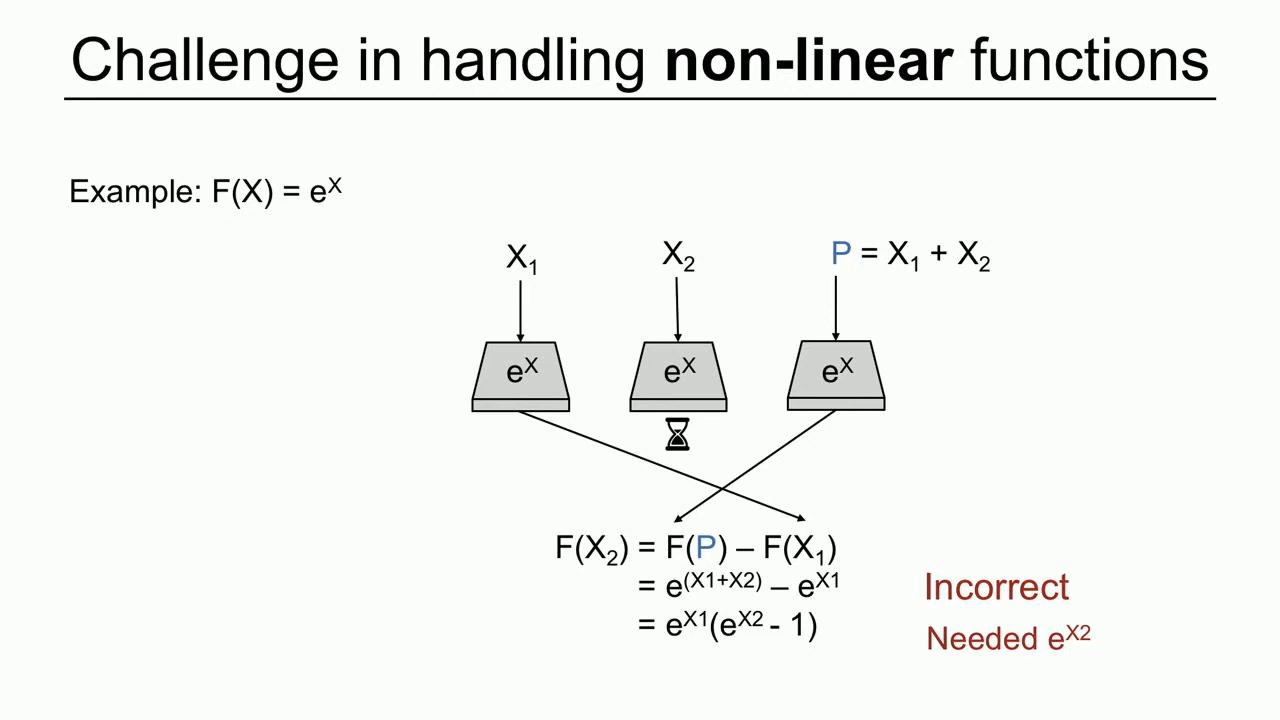 Challenge in handling non-linear functions
Example: F(X) = e^X
X₁
X₂
P = X₁ + X₂
e^X
e^X
e^X
F(X₂) = F(P) – F(X₁)
= e^(X1+X2) – e^X1
= e^X1(e^X2 - 1)
Incorrect
Needed e^X2